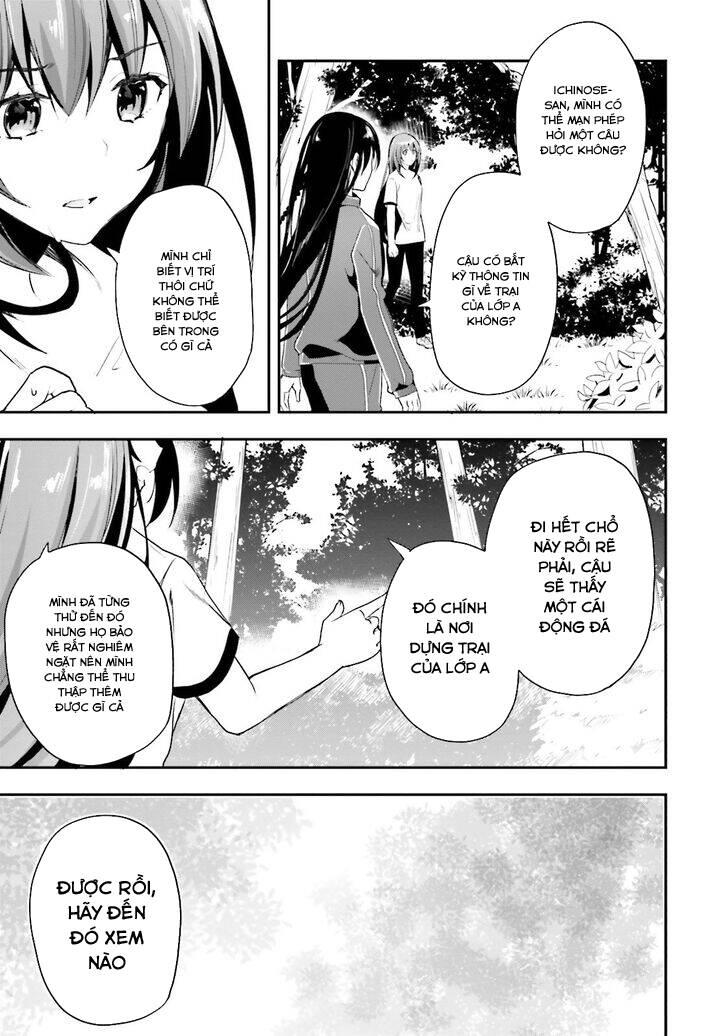 ICHINOSE-
SAN, MÌNH CÓ
THỂ MẠN PHÉP
HỎI MỘT CÂU
ĐƯỢC KHÔNG?
CẬU CÓ BẤT
KỲ THÔNG TIN
GÌ VỀ TRẠI
CỦA LỚP A
KHÔNG?
MÌNH CHỈ
BIẾT VỊ TRÍ
THÔI CHỨ
KHÔNG THỂ
BIẾT ĐƯỢC
BÊN TRONG
CÓ GÌ CẢ
ĐI HẾT CHỔ
NÀY RỒI RẼ
PHẢI, CẬU
SẼ THẤY
MỘT CÁI
ĐỘNG ĐÁ
ĐÓ CHÍNH
LÀ NƠI
DỰNG TRẠI
CỦA LỚP A
MÌNH ĐÃ TỪNG
THỬ ĐẾN ĐÓ
NHƯNG HỌ BẢO
VỆ RẤT NGHIÊM
NGẶT NÊN MÌNH
CHẲNG THỂ THU
THẬP THÊM
ĐƯỢC GÌ CẢ
ĐƯỢC RỒI,
HÃY ĐẾN
ĐÓ XEM
NÀO